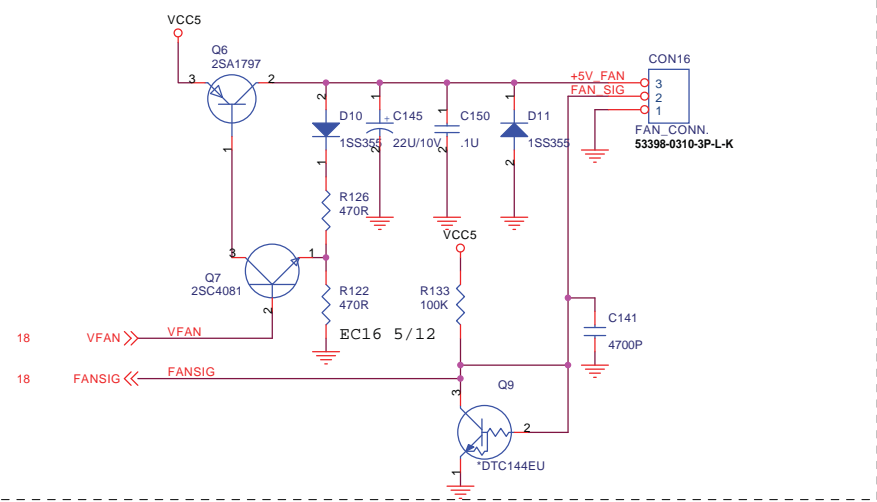 VCC5
Q6
2SA1797
3
2
1
CON16
+5V_FAN
FAN_SIG
3
2
1
FAN_CONN.
53398-0310-3P-L-K
2
D10
1SS355
1
1
+
C145
22U/10V
2
1
C150
.1U
2
1
D11
1SS355
2
R126
470R
VCC5
3
1
Q7
2SC4081
2
R122
470R
R133
100K
EC16 5/12
C141
4700P
18
VFAN
VFAN
18
FANSIG
FANSIG
Q9
3
2
*DTC144EU
1